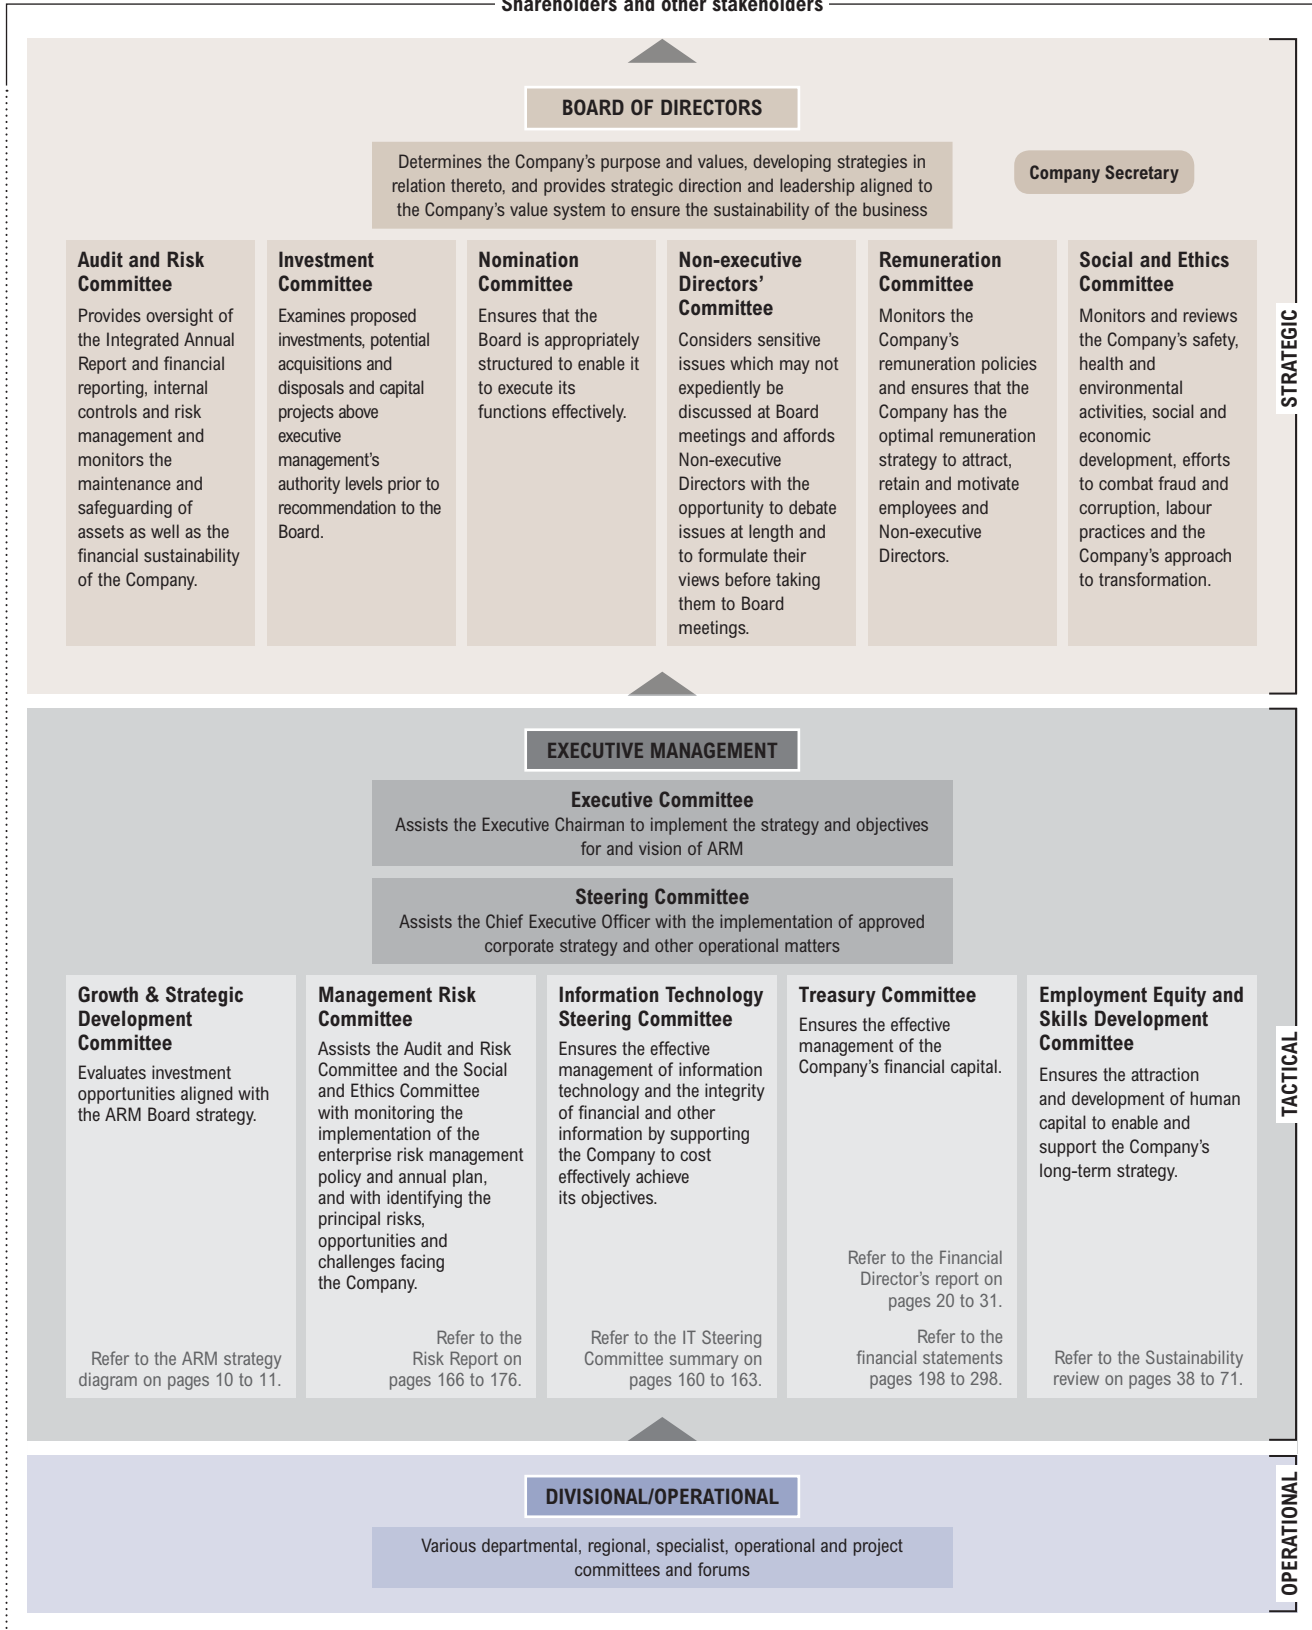 Shareholders and other stakeholders
BOARD OF DIRECTORS
Determines the Company's purpose and values, developing strategies in
relation thereto, and provides strategic direction and leadership aligned to
the Company's value system to ensure the sustainability of the business
Company Secretary
Audit and Risk
Committee
Provides oversight of
the Integrated Annual
Report and financial
reporting, internal
controls and risk
management and
monitors the
maintenance and
safeguarding of
assets as well as the
financial sustainability
of the Company.
Investment
Committee
Examines proposed
investments, potential
acquisitions and
disposals and capital
projects above
executive
management's
authority levels prior to
recommendation to the
Board.
Nomination
Committee
Ensures that the
Board is appropriately
structured to enable it
to execute its
functions effectively.
Non-executive
Directors'
Committee
Considers sensitive
issues which may not
expediently be
discussed at Board
meetings and affords
Non-executive
Directors with the
opportunity to debate
issues at length and
to formulate their
views before taking
them to Board
meetings.
Remuneration
Committee
Monitors the
Company's
remuneration policies
and ensures that the
Company has the
optimal remuneration
strategy to attract,
retain and motivate
employees and
Non-executive
Directors.
Social and Ethics
Committee
Monitors and reviews
the Company's safety,
health and
environmental
activities, social and
economic
development, efforts
to combat fraud and
corruption, labour
practices and the
Company's approach
to transformation.
STRATEGIC
EXECUTIVE MANAGEMENT
Executive Committee
Assists the Executive Chairman to implement the strategy and objectives
for and vision of ARM
Steering Committee
Assists the Chief Executive Officer with the implementation of approved
corporate strategy and other operational matters
Growth & Strategic
Development
Committee
Evaluates investment
opportunities aligned with
the ARM Board strategy.
Refer to the ARM strategy
diagram on pages 10 to 11.
Management Risk
Committee
Assists the Audit and Risk
Committee and the Social
and Ethics Committee
with monitoring the
implementation of the
enterprise risk management
policy and annual plan,
and with identifying the
principal risks,
opportunities and
challenges facing
the Company.
Refer to the
Risk Report on
pages 166 to 176.
Information Technology
Steering Committee
Ensures the effective
management of information
technology and the integrity
of financial and other
information by supporting
the Company to cost
effectively achieve
its objectives.
Refer to the IT Steering
Committee summary on
pages 160 to 163.
Treasury Committee
Ensures the effective
management of the
Company's financial capital.
Refer to the Financial
Director's report on
pages 20 to 31.
Refer to the
financial statements
pages 198 to 298.
Employment Equity and
Skills Development
Committee
Ensures the attraction
and development of human
capital to enable and
support the Company's
long-term strategy.
Refer to the Sustainability
review on pages 38 to 71.
TACTICAL
DIVISIONAL/OPERATIONAL
Various departmental, regional, specialist, operational and project
committees and forums
OPERATIONAL